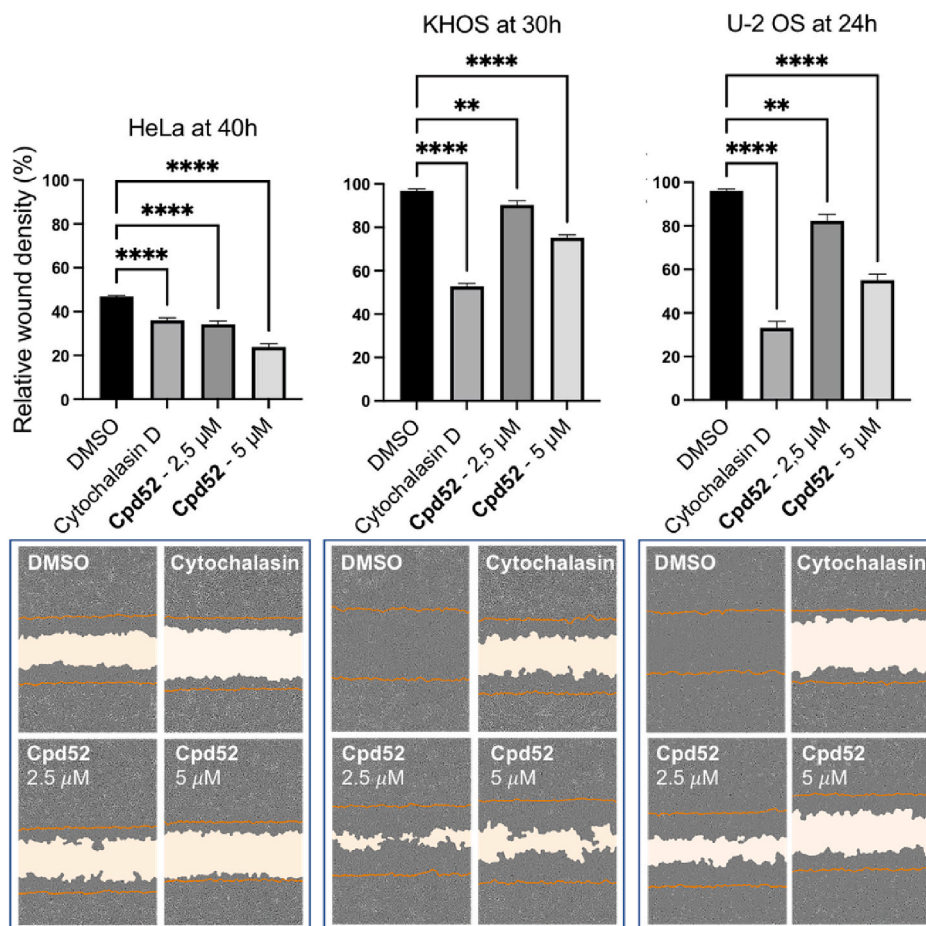 KHOS at 30h
U-2 OS at 24h
HeLa at 40h
**** 
** 
****
****
**
****
****
****
****
Relative wound density (%)
100
80
60
40
20
0
100
80
60
40
20
0
100
80
60
40
20
0
DMSO
Cytochalasin D
Cpd52 - 2,5 µM
Cpd52 - 5 µM
DMSO
Cytochalasin D
Cpd52 - 2,5 µM
Cpd52 - 5 µM
DMSO
Cytochalasin D
Cpd52 - 2,5 µM
Cpd52 - 5 µM
DMSO
Cytochalasin
Cpd52
2.5 µM
Cpd52
5 µM
DMSO
Cytochalasin
Cpd52
2.5 µM
Cpd52
5 µM
DMSO
Cytochalasin
Cpd52
2.5 µM
Cpd52
5 µM